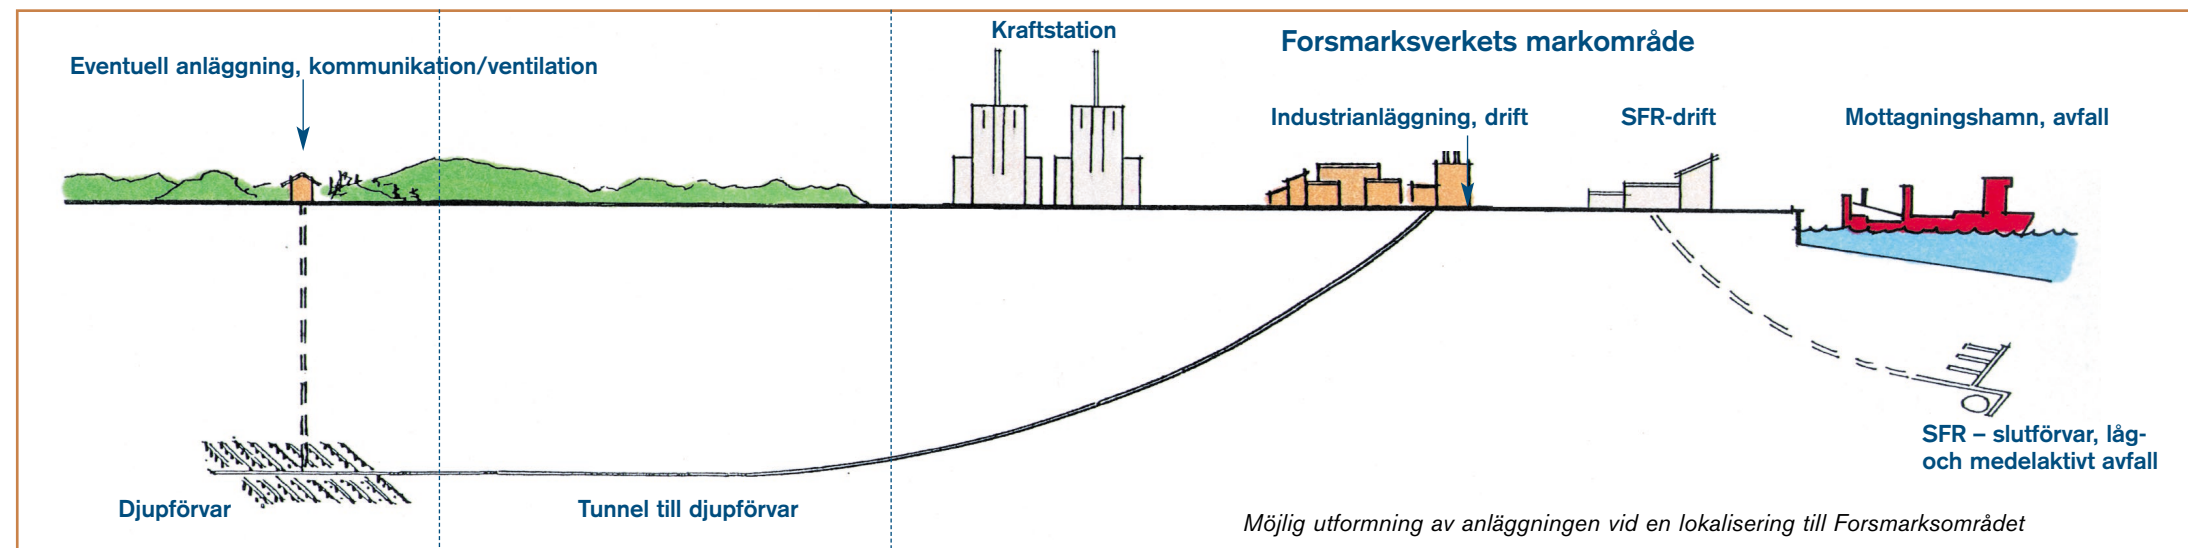 Kraftstation
Forsmarksverkets markområde
Eventuell anläggning, kommunikation/ventilation
Industrianläggning, drift
SFR-drift
Mottagningshamn, avfall
SFR – slutförvar, låg-
och medelaktivt avfall
Djupförvar
Tunnel till djupförvar
Möjlig utformning av anläggningen vid en lokalisering till Forsmarksområdet